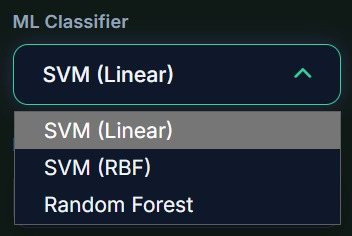 ML Classifier
SVM (Linear)
SVM (Linear)
SVM (RBF)
Random Forest